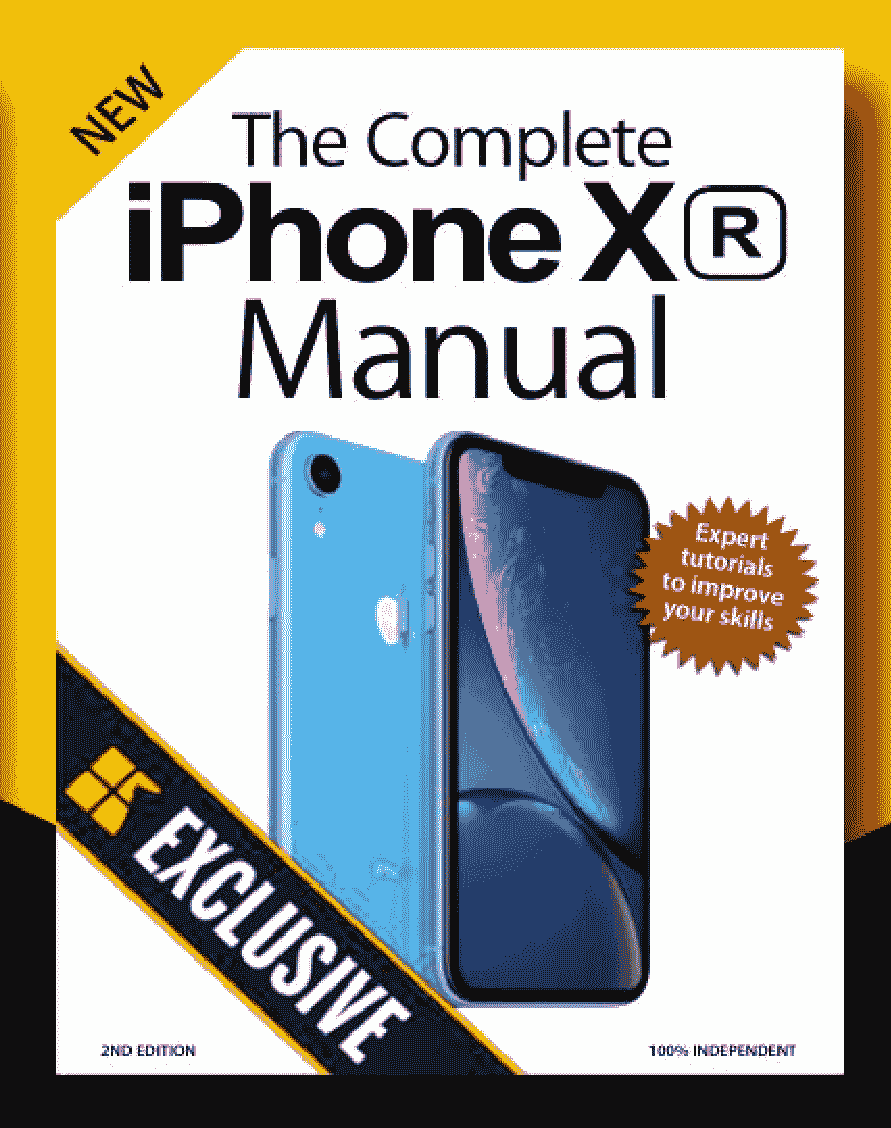 NEW
The Complete
iPhone XR
Manual
Expert
tutorials
to improve
your skills
EXCLUSIVE
2ND EDITION
100% INDEPENDENT